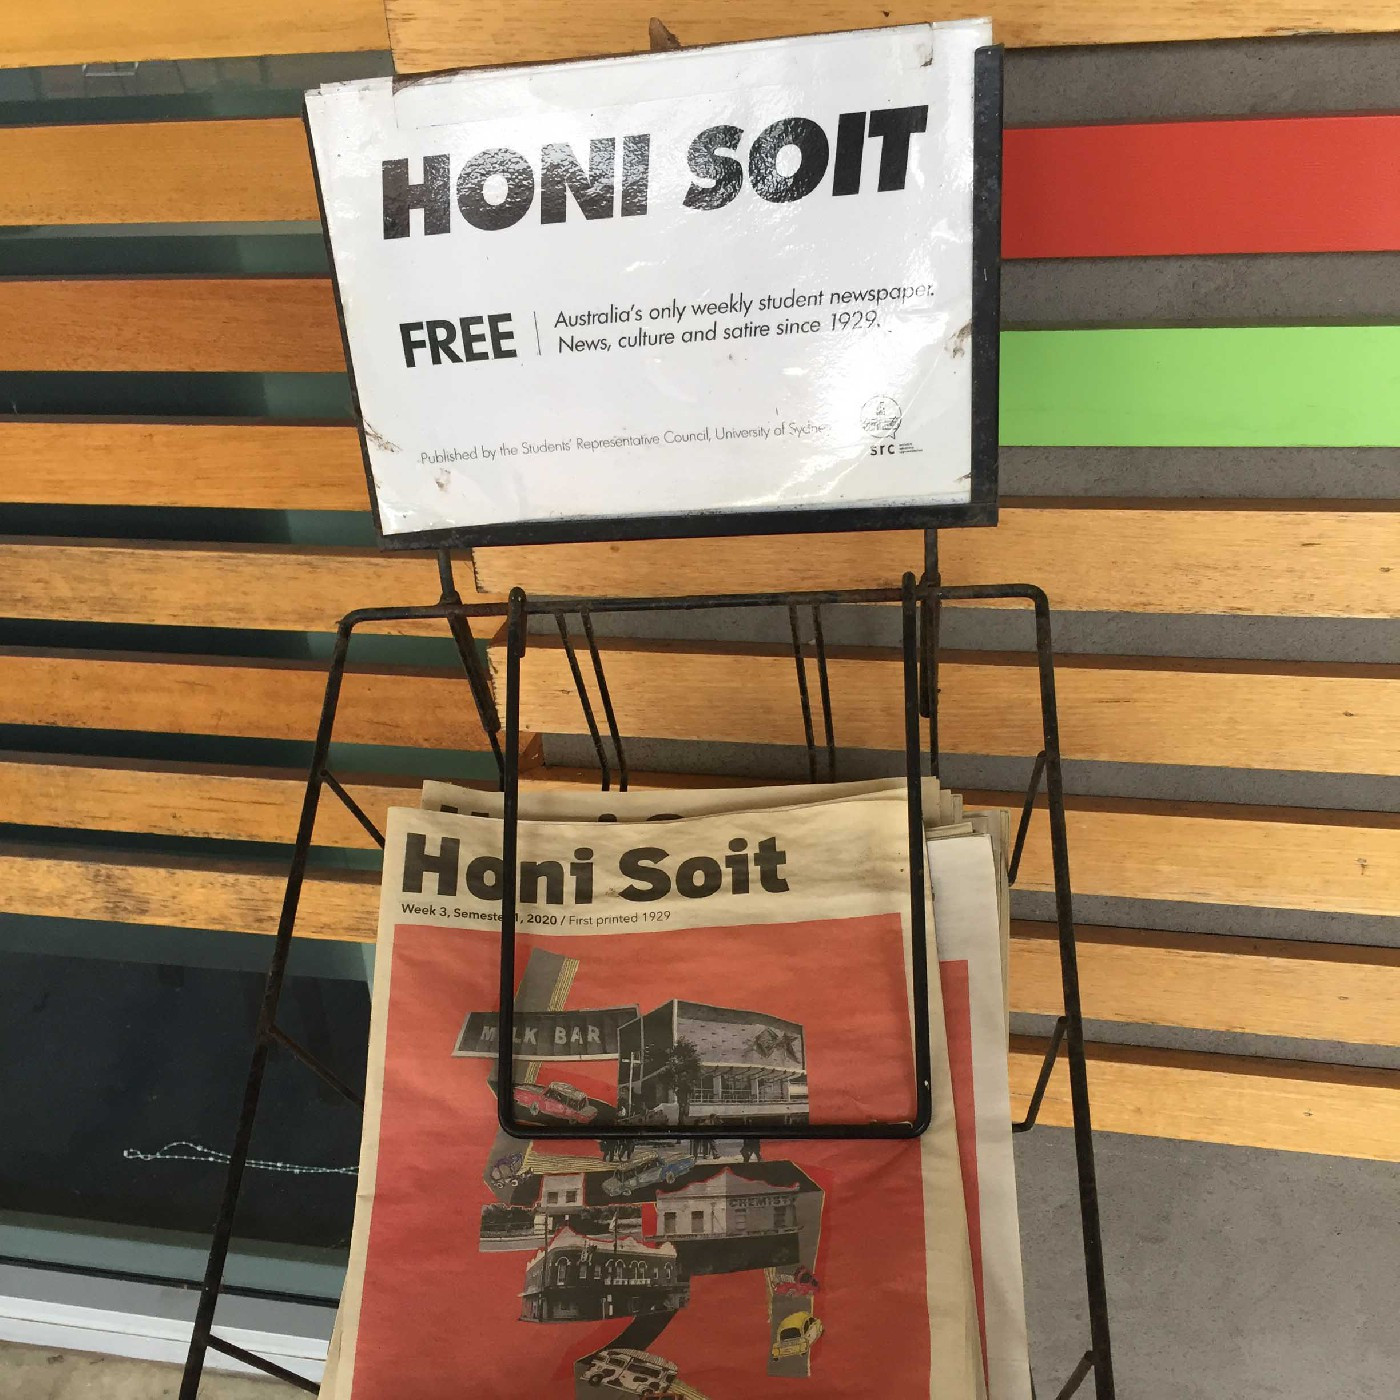 HONI SOIT
FREE
Australia's only weekly student newspaper.
News, culture and satire since 1929.
Published by the Students' Representative Council, University of Sydney
src
Honi Soit
Week 3, Semester 1, 2020 / First printed 1929
MILK BAR
CHEMISTS